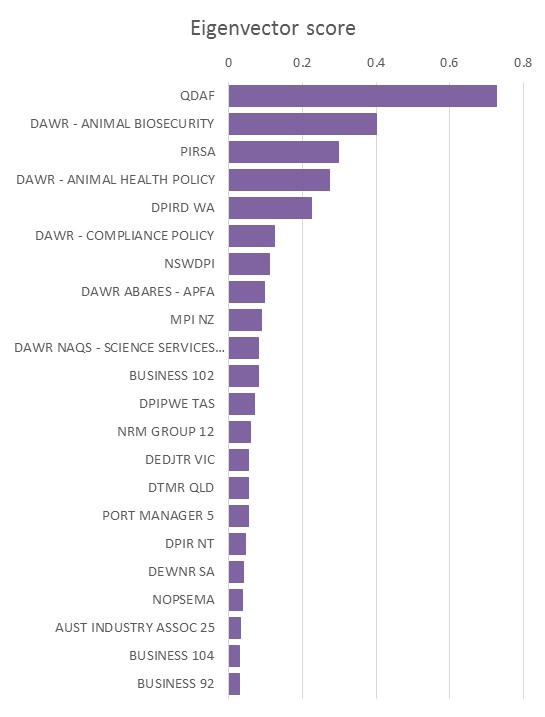 Eigenvector score
0 0.2 0.4 0.6 0.8
QDAF
DAWR - ANIMAL BIOSECURITY
PIRSA
DAWR - ANIMAL HEALTH POLICY
DPIRD WA
DAWR - COMPLIANCE POLICY
NSWDPI
DAWR ABARES - APFA
MPI NZ
DAWR NAQS - SCIENCE SERVICES...
BUSINESS 102
DPIPWE TAS
NRM GROUP 12
DEDJTR VIC
DTMR QLD
PORT MANAGER 5
DPIR NT
DEWNR SA
NOPSEMA
AUST INDUSTRY ASSOC 25
BUSINESS 104
BUSINESS 92